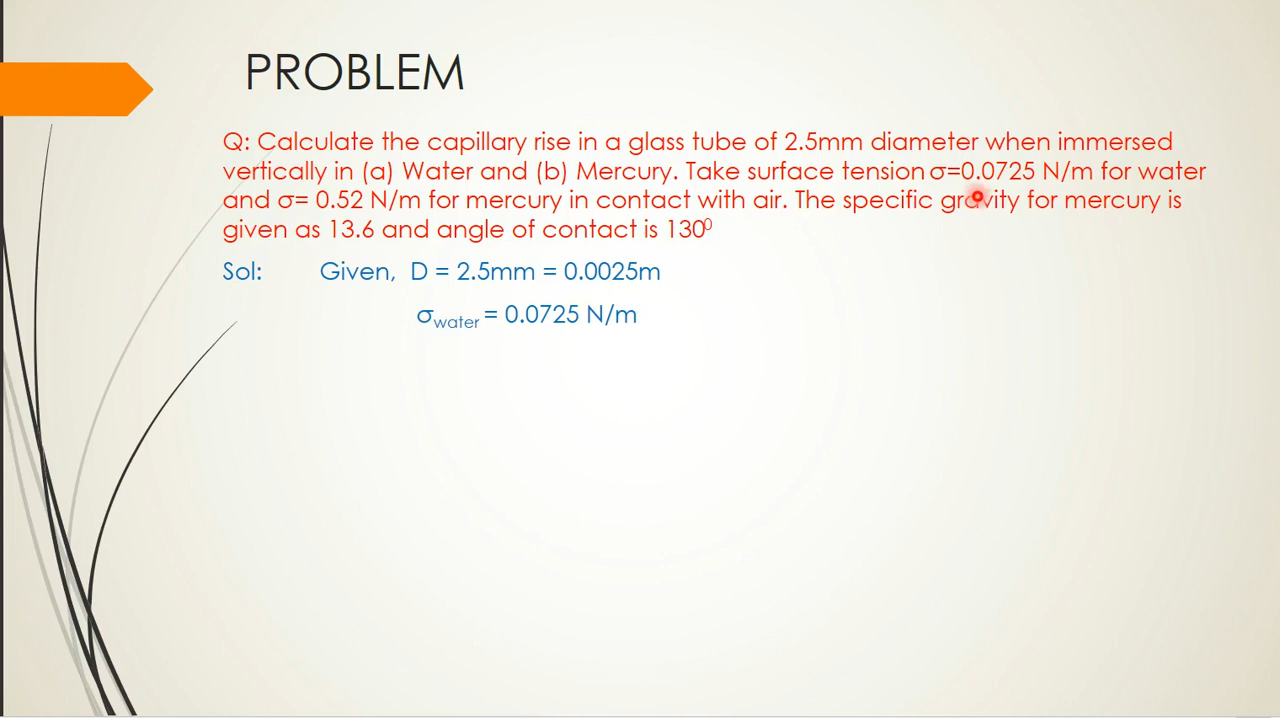 PROBLEM
Q: Calculate the capillary rise in a glass tube of 2.5mm diameter when immersed
vertically in (a) Water and (b) Mercury. Take surface tension σ=0.0725 N/m for water
and σ= 0.52 N/m for mercury in contact with air. The specific gravity for mercury is
given as 13.6 and angle of contact is 130⁰
Sol: Given, D = 2.5mm = 0.0025m
σwater = 0.0725 N/m